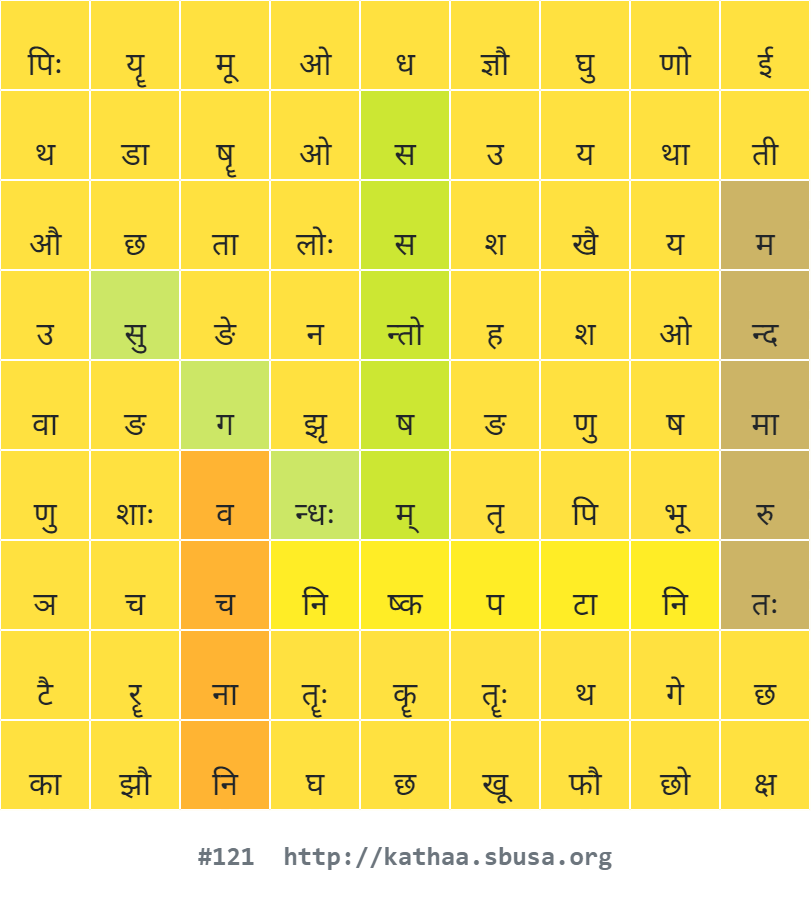 पिः यॄ मू ओ ध ज्ञौ घु णो ई
थ डा षॄ ओ स उ य था ती
औ छ ता लोः स श खै य म
उ सु ङे न न्तो ह श ओ न्द
वा ङ ग झृ ष ङ णु ष मा
णु शाः व न्धः म् तृ पि भू रु
ञ च च नि ष्क प टा नि तः
टै रॄ ना तॄः कॄ तॄः थ गे छ
का झौ नि घ छ खू फौ छो क्ष
#121 http://kathaa.sbusa.org